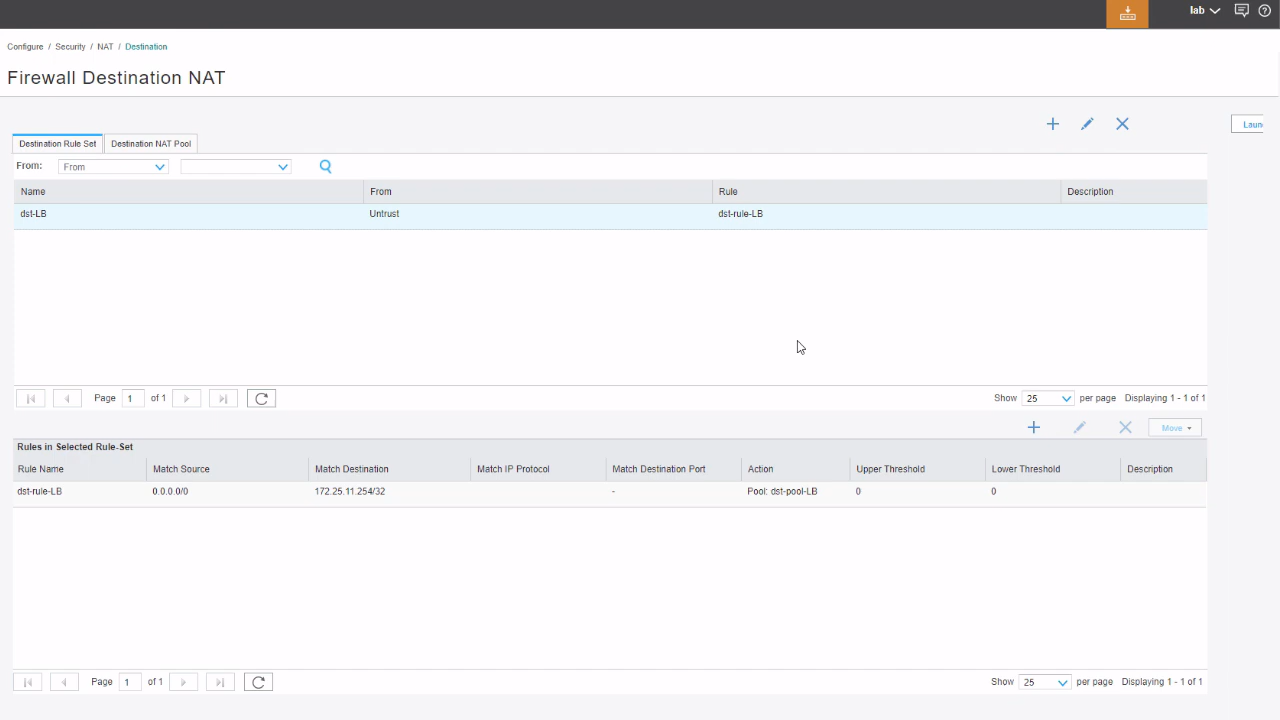 lab
Configure / Security / NAT / Destination
Firewall Destination NAT
Destination Rule Set Destination NAT Pool
From: From
Name From Rule Description
dst-LB Untrust dst-rule-LB
Page 1 of 1 Show 25 per page Displaying 1 - 1 of 1
Move
Rules in Selected Rule-Set
Rule Name Match Source Match Destination Match IP Protocol Match Destination Port Action Upper Threshold Lower Threshold Description
dst-rule-LB 0.0.0.0/0 172.25.11.254/32 - Pool: dst-pool-LB 0 0
Page 1 of 1 Show 25 per page Displaying 1 - 1 of 1